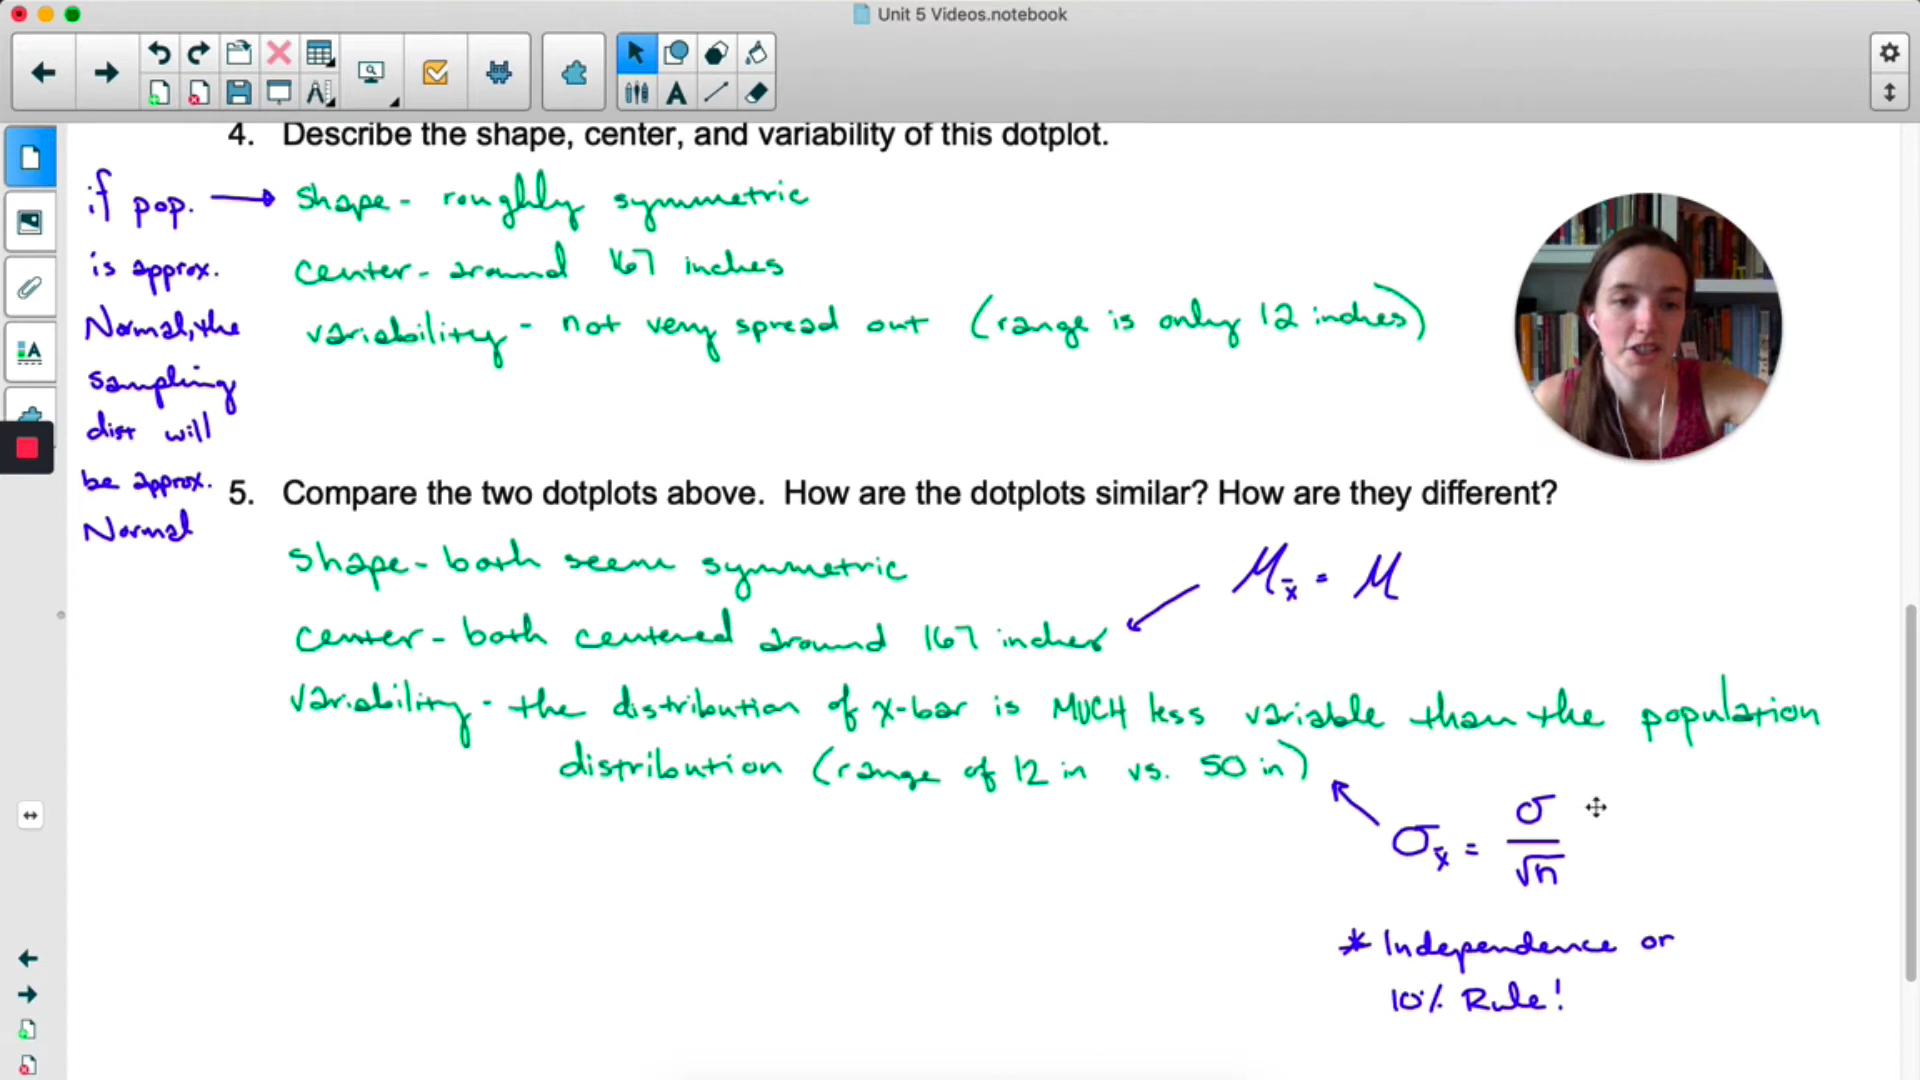 Unit 5 Videos.notebook
4. Describe the shape, center, and variability of this dotplot.
if pop.
is approx.
Normal, the
sampling
dist will
be approx.
Normal
shape - roughly symmetric
center - around 167 inches
variability - not very spread out (range is only 12 inches)
5. Compare the two dotplots above. How are the dotplots similar? How are they different?
shape - both seem symmetric
center - both centered around 167 inches
variability - the distribution of x-bar is MUCH less variable than the population
distribution (range of 12 in vs. 50 in)
μx̄ = μ
σx̄ = σ/√n
* Independence or
10% Rule!